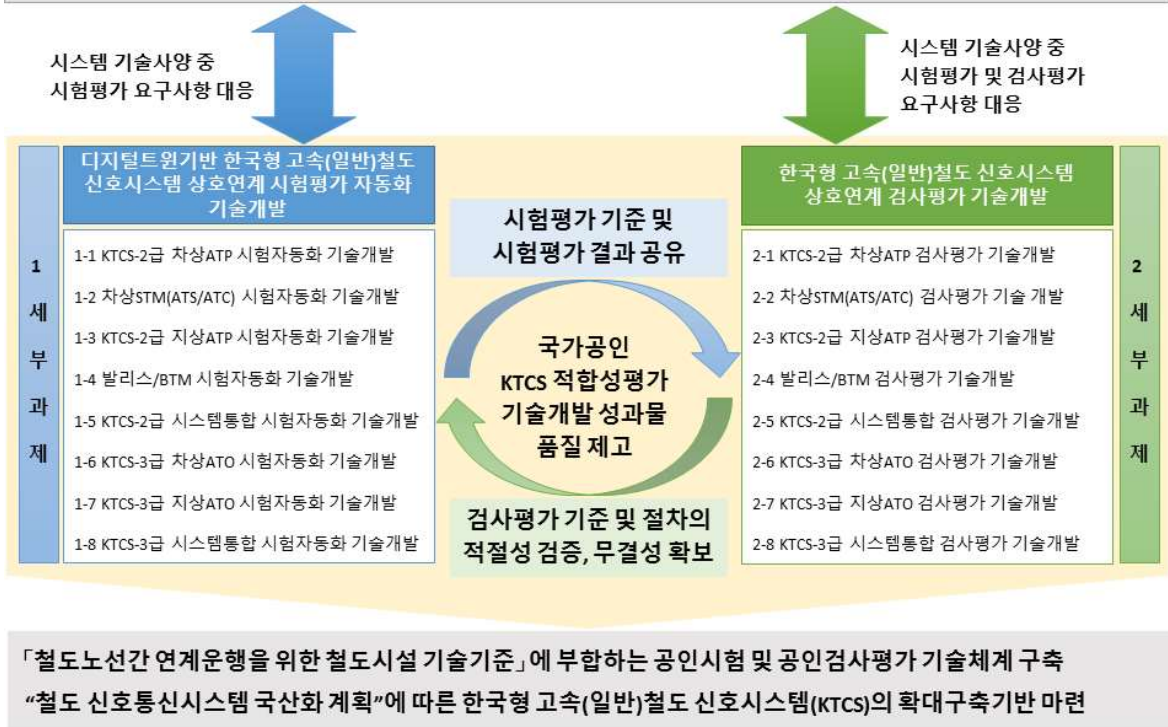 시스템 기술사양 중
시험평가 요구사항 대응
시스템 기술사양 중
시험평가 및 검사평가
요구사항 대응
1
세
부
과
제
디지털트윈기반 한국형 고속(일반)철도
신호시스템 상호연계 시험평가 자동화
기술개발
1-1 KTCS-2급 차상ATP 시험자동화 기술개발
1-2 차상STM(ATS/ATC) 시험자동화 기술개발
1-3 KTCS-2급 지상ATP 시험자동화 기술개발
1-4 발리스/BTM 시험자동화 기술개발
1-5 KTCS-2급 시스템통합 시험자동화 기술개발
1-6 KTCS-3급 차상ATO 시험자동화 기술개발
1-7 KTCS-3급 지상ATO 시험자동화 기술개발
1-8 KTCS-3급 시스템통합 시험자동화 기술개발
시험평가 기준 및
시험평가 결과 공유
국가공인
KTCS 적합성평가
기술개발 성과물
품질 제고
검사평가 기준 및 절차의
적절성 검증, 무결성 확보
한국형 고속(일반)철도 신호시스템
상호연계 검사평가 기술개발
2-1 KTCS-2급 차상ATP 검사평가 기술개발
2-2 차상STM(ATS/ATC) 검사평가 기술 개발
2-3 KTCS-2급 지상ATP 검사평가 기술개발
2-4 발리스/BTM 검사평가 기술개발
2-5 KTCS-2급 시스템통합 검사평가 기술개발
2-6 KTCS-3급 차상ATO 검사평가 기술개발
2-7 KTCS-3급 지상ATO 검사평가 기술개발
2-8 KTCS-3급 시스템통합 검사평가 기술개발
2
세
부
과
제
「철도노선간 연계운행을 위한 철도시설 기술기준」에 부합하는 공인시험 및 공인검사평가 기술체계 구축
“철도 신호통신시스템 국산화 계획”에 따른 한국형 고속(일반)철도 신호시스템(KTCS)의 확대구축기반 마련